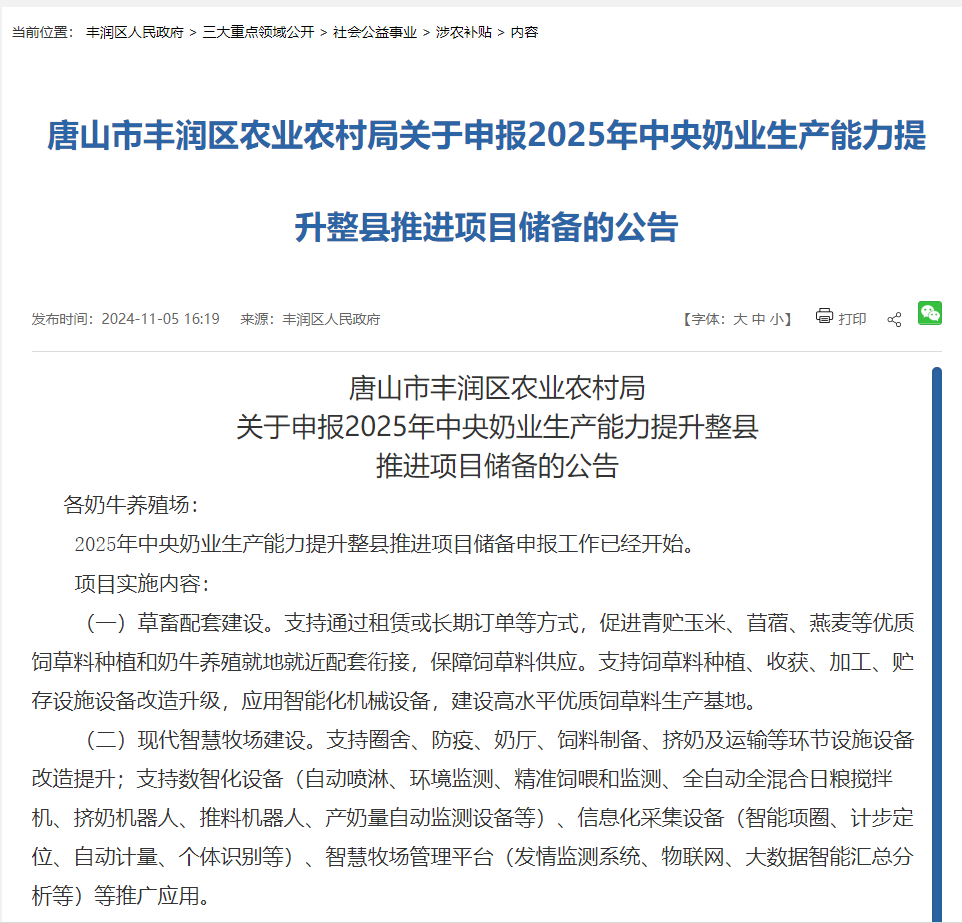 当前位置： 丰润区人民政府 > 三大重点领域公开 > 社会公益事业 > 涉农补贴 > 内容
唐山市丰润区农业农村局关于申报2025年中央奶业生产能力提
升整县推进项目储备的公告
发布时间：2024-11-05 16:19 来源：丰润区人民政府 【字体：大 中 小】 打印
唐山市丰润区农业农村局
关于申报2025年中央奶业生产能力提升整县
推进项目储备的公告
各奶牛养殖场：
2025年中央奶业生产能力提升整县推进项目储备申报工作已经开始。
项目实施内容：
（一）草畜配套建设。支持通过租赁或长期订单等方式，促进青贮玉米、苜蓿、燕麦等优质
饲草料种植和奶牛养殖就地就近配套衔接，保障饲草料供应。支持饲草料种植、收获、加工、贮
存设施设备改造升级，应用智能化机械设备，建设高水平优质饲草料生产基地。
（二）现代智慧牧场建设。支持圈舍、防疫、奶厅、饲料制备、挤奶及运输等环节设施设备
改造提升；支持数智化设备（自动喷淋、环境监测、精准饲喂和监测、全自动全混合日粮搅拌
机、挤奶机器人、推料机器人、产奶量自动监测设备等）、信息化采集设备（智能项圈、计步定
位、自动计量、个体识别等）、智慧牧场管理平台（发情监测系统、物联网、大数据智能汇总分
析等）等推广应用。